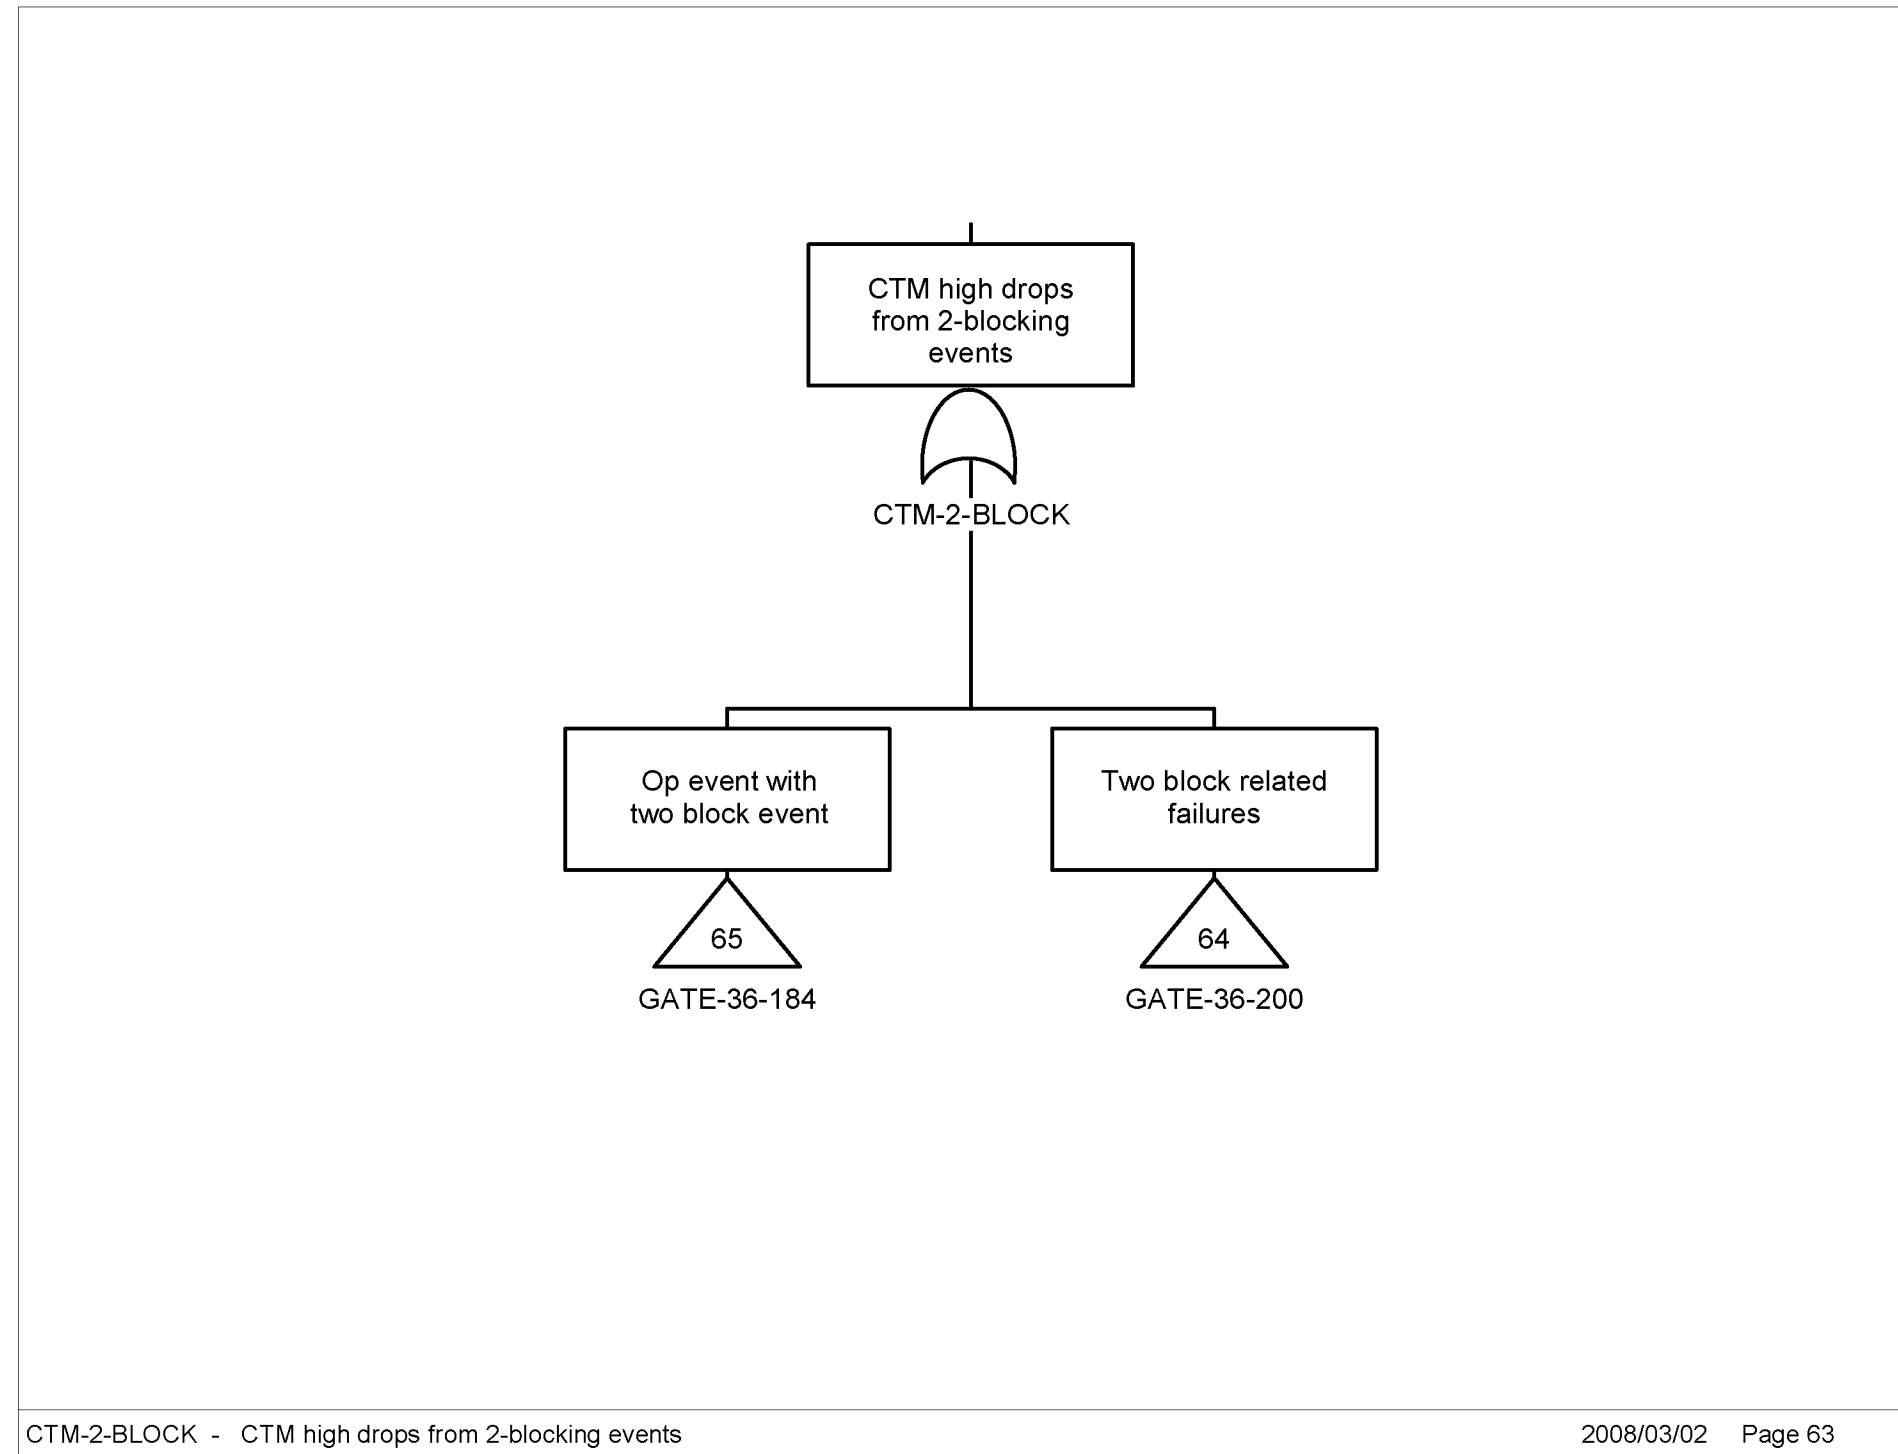 CTM high drops
from 2-blocking
events
CTM-2-BLOCK
Op event with
two block event
Two block related
failures
65
64
GATE-36-184
GATE-36-200
CTM-2-BLOCK - CTM high drops from 2-blocking events
2008/03/02 Page 63